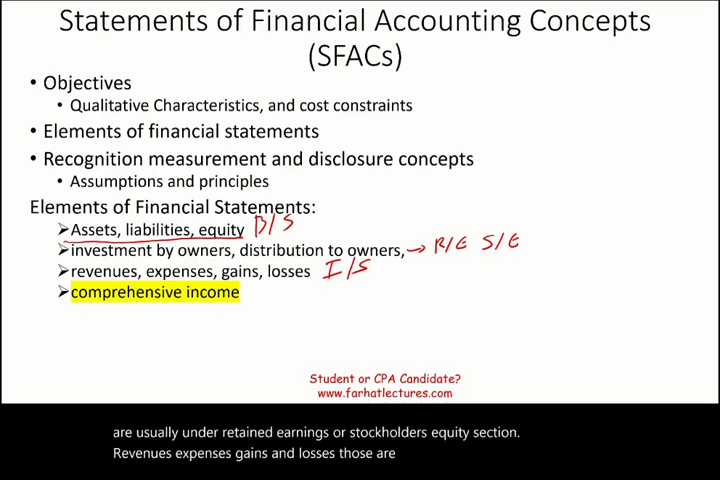 Statements of Financial Accounting Concepts
(SFACs)
• Objectives
• Qualitative Characteristics, and cost constraints
• Elements of financial statements
• Recognition measurement and disclosure concepts
• Assumptions and principles
Elements of Financial Statements:
➢Assets, liabilities, equity B/S
➢investment by owners, distribution to owners, → R/E S/E
➢revenues, expenses, gains, losses I/S
➢comprehensive income
Student or CPA Candidate?
www.farhatlectures.com
are usually under retained earnings or stockholders equity section.
Revenues expenses gains and losses those are